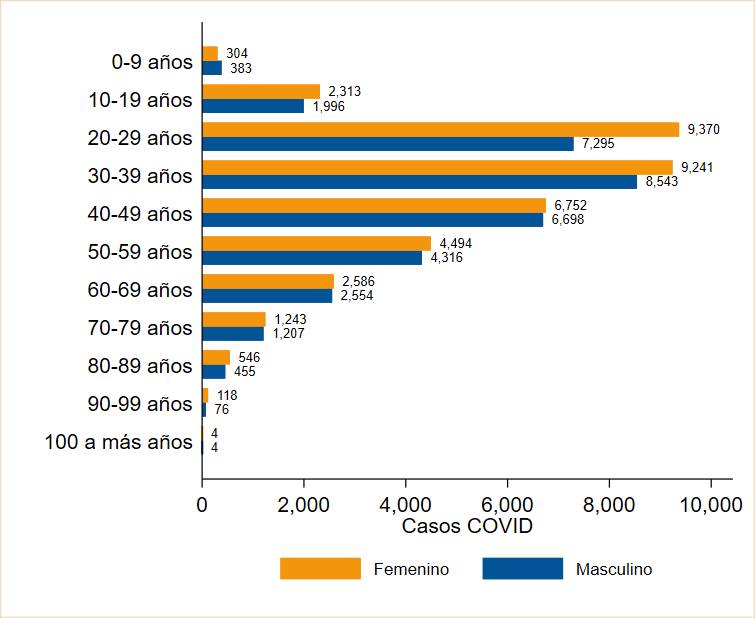 0-9 años
304
383
10-19 años
2,313
1,996
20-29 años
9,370
7,295
30-39 años
9,241
8,543
40-49 años
6,752
6,698
50-59 años
4,494
4,316
60-69 años
2,586
2,554
70-79 años
1,243
1,207
80-89 años
546
455
90-99 años
118
76
100 a más años
4
4
0 2,000 4,000 6,000 8,000 10,000
Casos COVID
Femenino Masculino